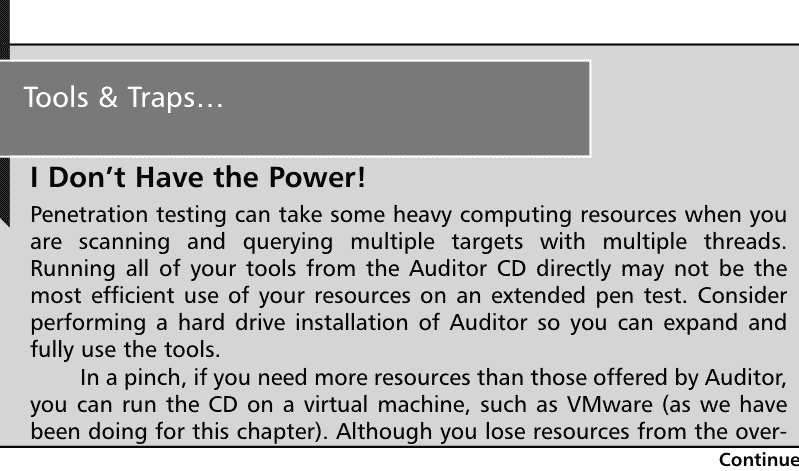 Tools & Traps…
I Don’t Have the Power!
Penetration testing can take some heavy computing resources when you
are scanning and querying multiple targets with multiple threads.
Running all of your tools from the Auditor CD directly may not be the
most efficient use of your resources on an extended pen test. Consider
performing a hard drive installation of Auditor so you can expand and
fully use the tools.
In a pinch, if you need more resources than those offered by Auditor,
you can run the CD on a virtual machine, such as VMware (as we have
been doing for this chapter). Although you lose resources from the over-
Continue